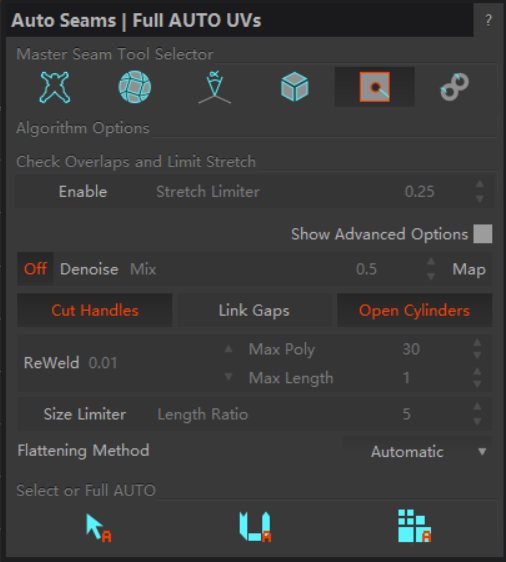 Auto Seams | Full AUTO UVs ?
Master Seam Tool Selector
α
Algorithm Options
Check Overlaps and Limit Stretch
Enable Stretch Limiter 0.25
Show Advanced Options
Off Denoise Mix 0.5 Map
Cut Handles Link Gaps Open Cylinders
ReWeld 0.01 Max Poly 30
Max Length 1
Size Limiter Length Ratio 5
Flattening Method Automatic
Select or Full AUTO
A A A